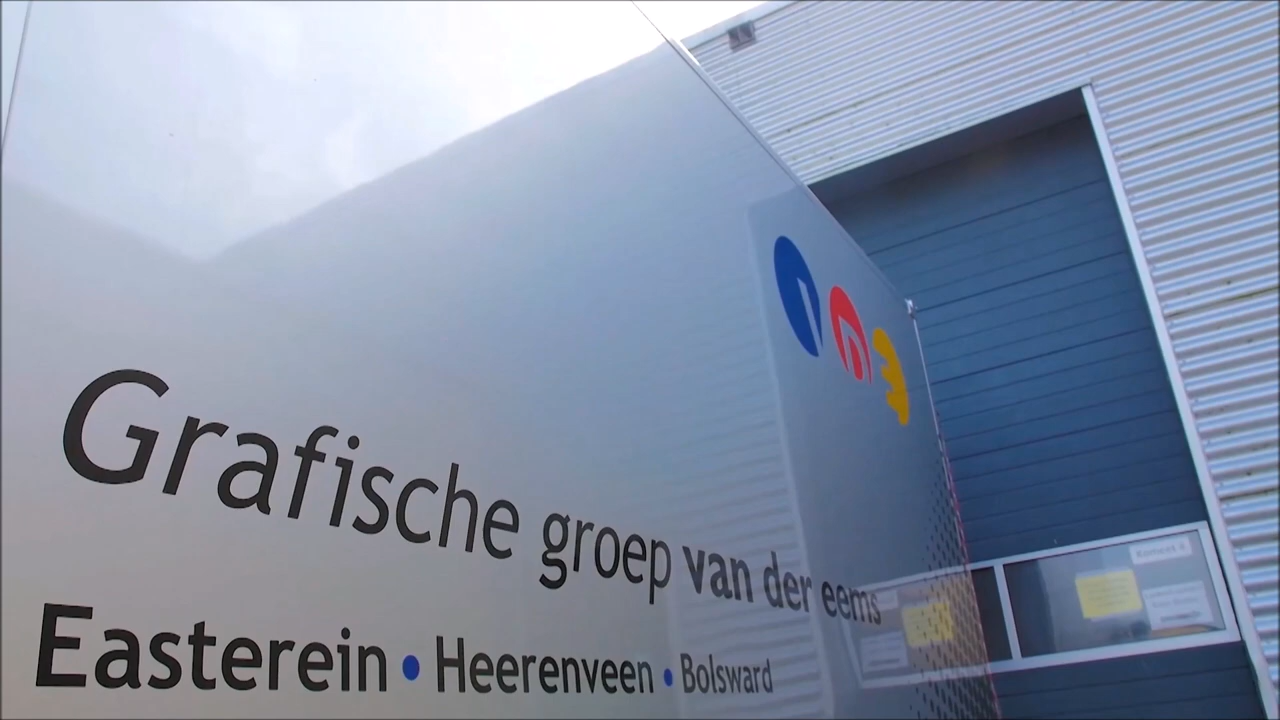 Grafische groep van der eems
Easterein • Heerenveen • Bolsward